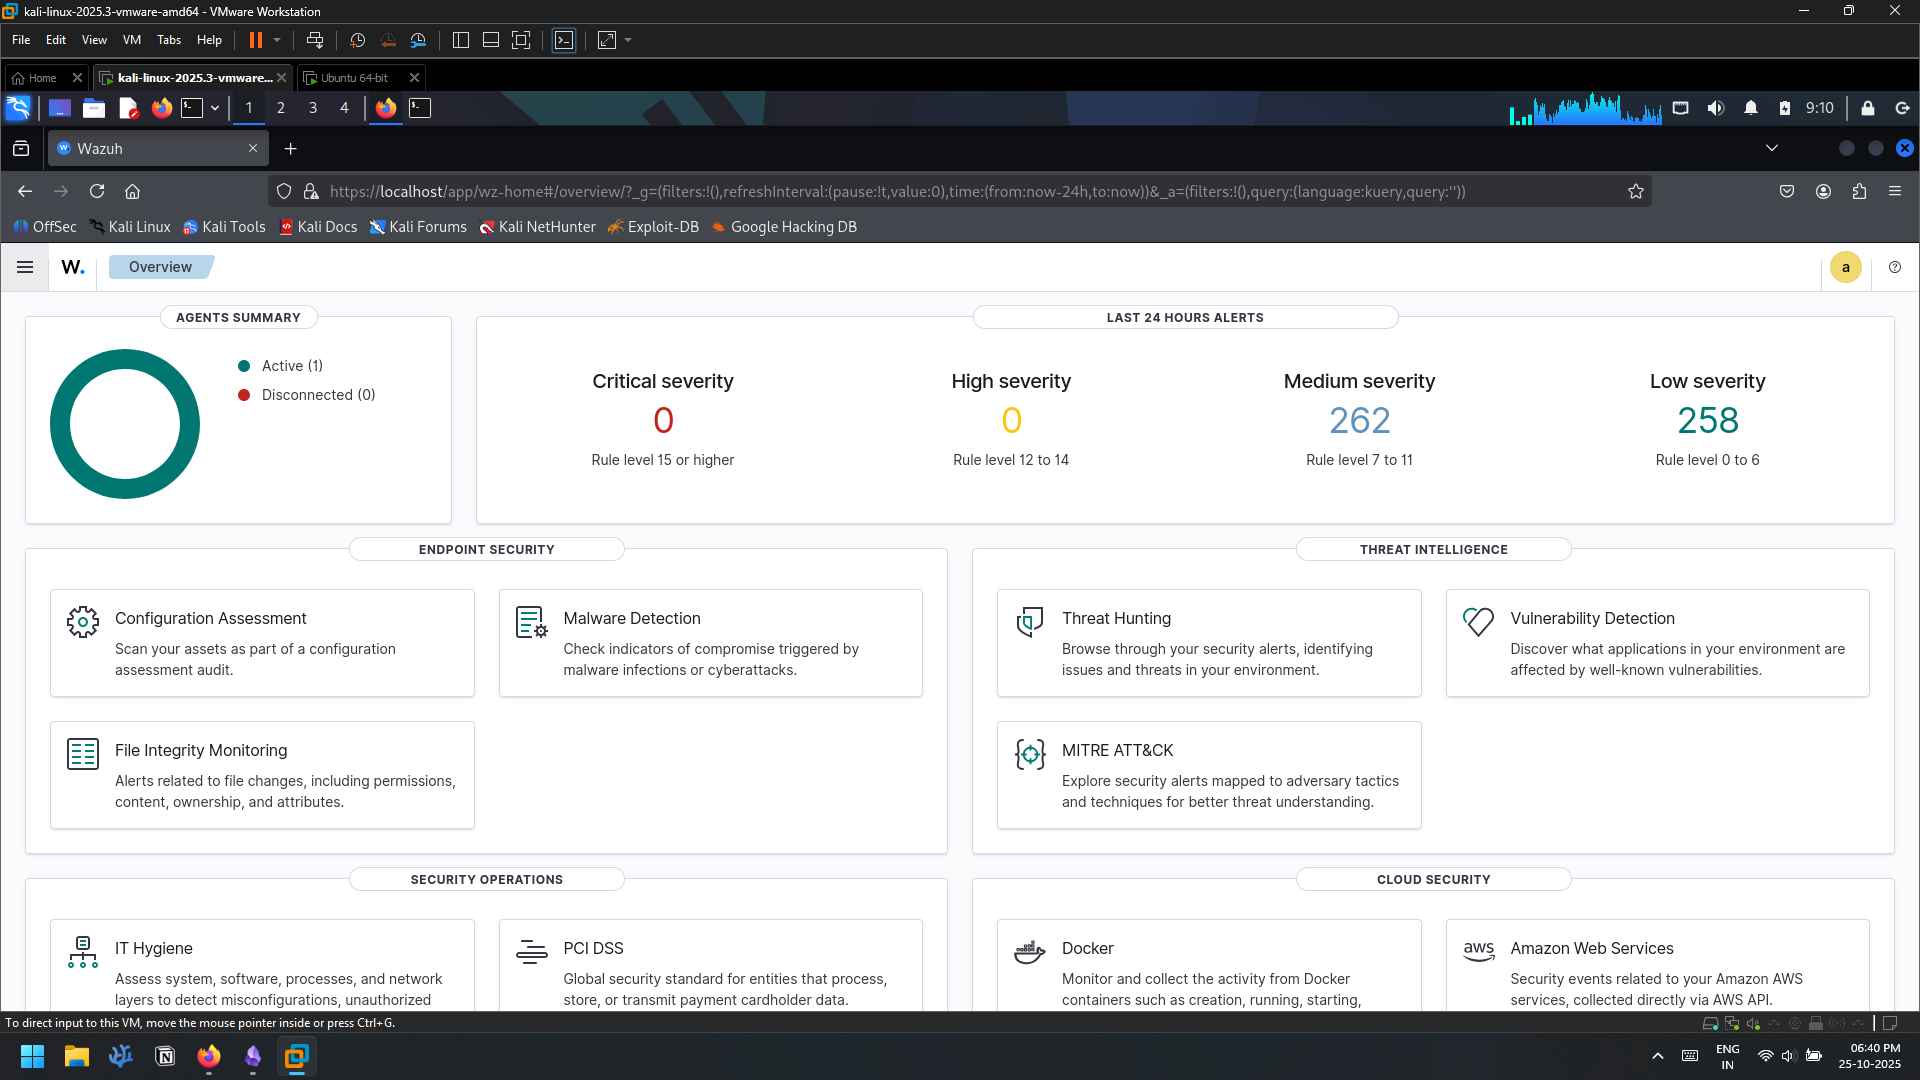 kali-linux-2025.3-vmware-amd64 - VMware Workstation
File Edit View VM Tabs Help
Home kali-linux-2025.3-vmware... Ubuntu 64-bit
1 2 3 4 9:10
Wazuh
https://localhost/app/wz-home#/overview/?_g=(filters:!(),refreshInterval:(pause:!t,value:0),time:(from:now-24h,to:now))&_a=(filters:!(),query:(language:kuery,query:''))
OffSec Kali Linux Kali Tools Kali Docs Kali Forums Kali NetHunter Exploit-DB Google Hacking DB
W. Overview a
AGENTS SUMMARY
Active (1)
Disconnected (0)
LAST 24 HOURS ALERTS
Critical severity
0
Rule level 15 or higher
High severity
0
Rule level 12 to 14
Medium severity
262
Rule level 7 to 11
Low severity
258
Rule level 0 to 6
ENDPOINT SECURITY
Configuration Assessment
Scan your assets as part of a configuration
assessment audit.
Malware Detection
Check indicators of compromise triggered by
malware infections or cyberattacks.
File Integrity Monitoring
Alerts related to file changes, including permissions,
content, ownership, and attributes.
THREAT INTELLIGENCE
Threat Hunting
Browse through your security alerts, identifying
issues and threats in your environment.
Vulnerability Detection
Discover what applications in your environment are
affected by well-known vulnerabilities.
MITRE ATT&CK
Explore security alerts mapped to adversary tactics
and techniques for better threat understanding.
SECURITY OPERATIONS
IT Hygiene
Assess system, software, processes, and network
layers to detect misconfigurations, unauthorized
PCI DSS
Global security standard for entities that process,
store, or transmit payment cardholder data.
CLOUD SECURITY
Docker
Monitor and collect the activity from Docker
containers such as creation, running, starting,
aws
Amazon Web Services
Security events related to your Amazon AWS
services, collected directly via AWS API.
To direct input to this VM, move the mouse pointer inside or press Ctrl+G.
ENG
IN
06:40 PM
25-10-2025